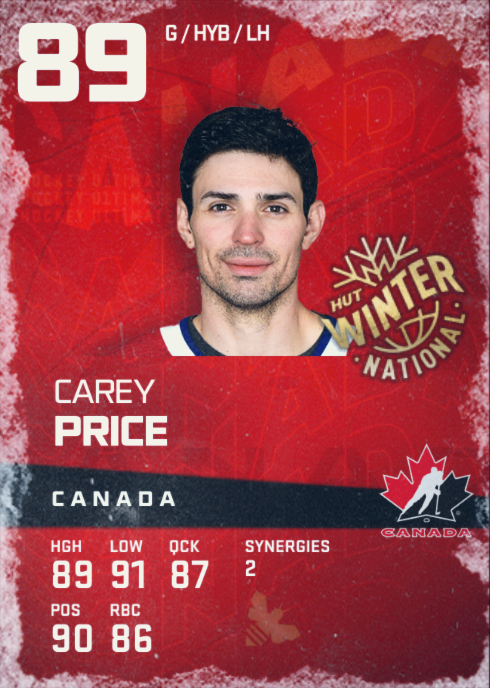 89
G / HYB / LH
HUT
WINTER
· NATIONAL ·
CAREY
PRICE
CANADA
CANADA
HGH LOW QCK SYNERGIES
89 91 87 2
POS RBC
90 86